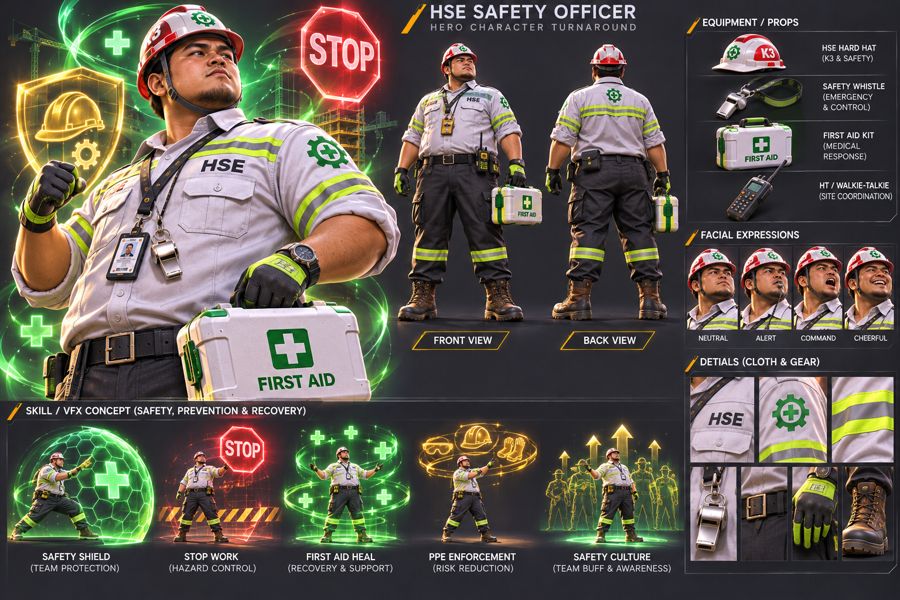 K3
STOP
HSE
FIRST AID
HSE SAFETY OFFICER
HERO CHARACTER TURNAROUND
HSE
FIRST AID
FRONT VIEW
BACK VIEW
EQUIPMENT / PROPS
K3
HSE HARD HAT
(K3 & SAFETY)
SAFETY WHISTLE
(EMERGENCY
& CONTROL)
FIRST AID
FIRST AID KIT
(MEDICAL
RESPONSE)
HT / WALKIE-TALKIE
(SITE COORDINATION)
FACIAL EXPRESSIONS
NEUTRAL
ALERT
COMMAND
CHEERFUL
DETIALS (CLOTH & GEAR)
HSE
SKILL / VFX CONCEPT (SAFETY, PREVENTION & RECOVERY)
STOP
SAFETY SHIELD
(TEAM PROTECTION)
STOP WORK
(HAZARD CONTROL)
FIRST AID HEAL
(RECOVERY & SUPPORT)
PPE ENFORCEMENT
(RISK REDUCTION)
SAFETY CULTURE
(TEAM BUFF & AWARENESS)